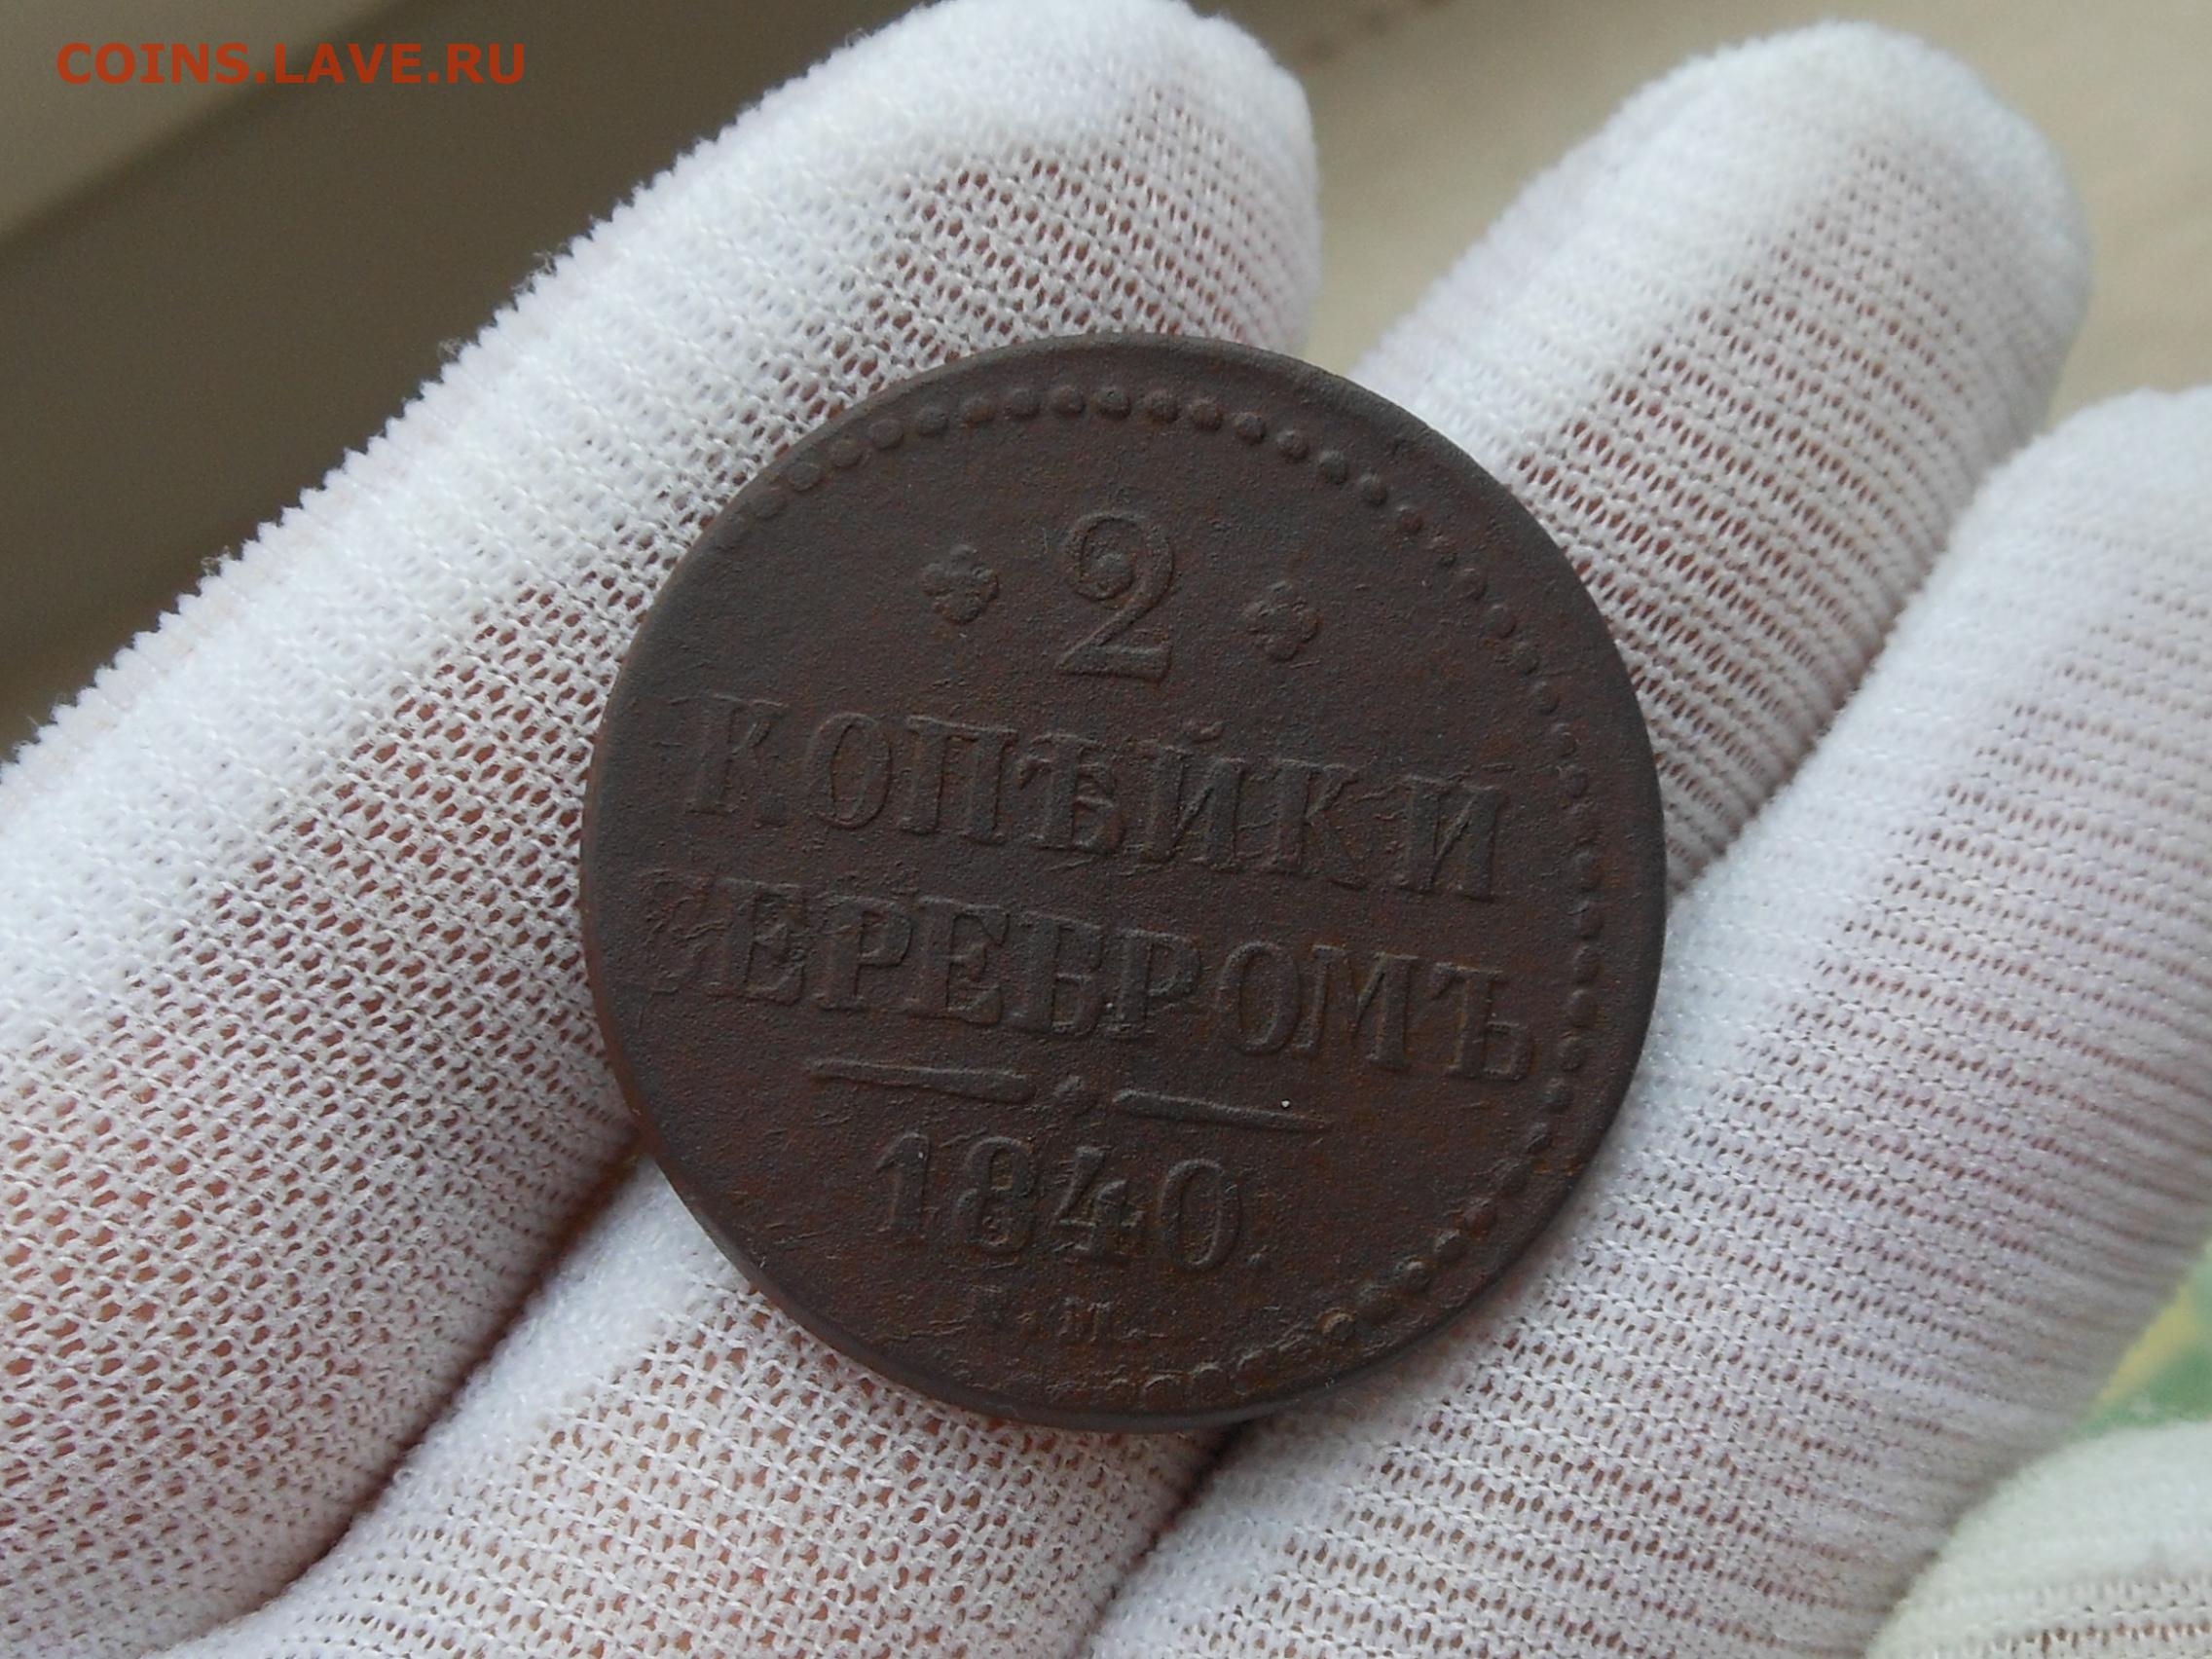 COINS.LAVE.RU
2
КОПѢЙКИ
СЕРЕБРОМЪ
1840.